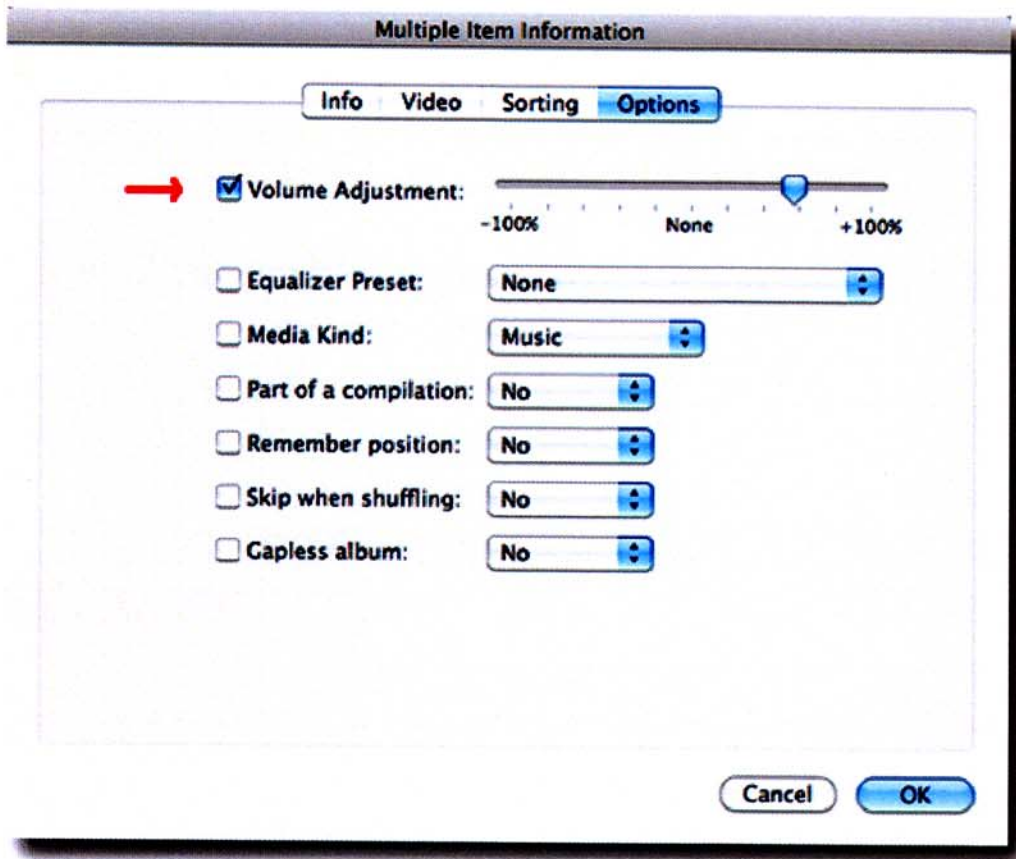 Multiple Item Information
Info Video Sorting Options
Volume Adjustment:
-100% None +100%
Equalizer Preset: None
Media Kind: Music
Part of a compilation: No
Remember position: No
Skip when shuffling: No
Gapless album: No
Cancel OK